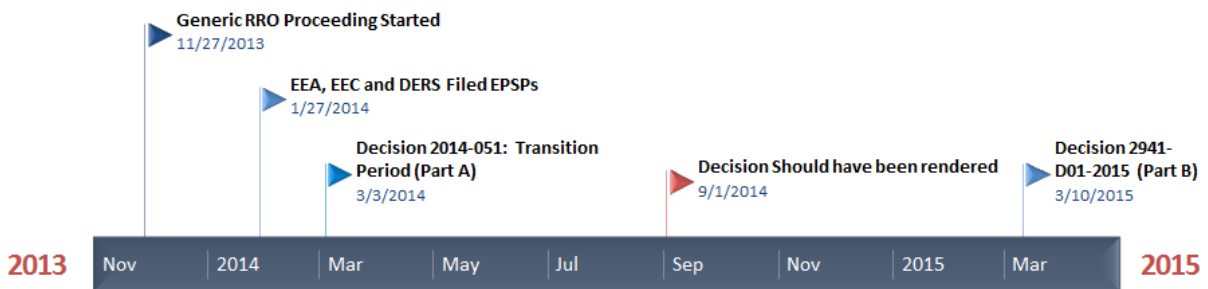 Generic RRO Proceeding Started
11/27/2013
EEA, EEC and DERS Filed EPSPs
1/27/2014
Decision 2014-051: Transition
Period (Part A)
3/3/2014
Decision Should have been rendered
9/1/2014
Decision 2941-
D01-2015 (Part B)
3/10/2015
2013 Nov 2014 Mar May Jul Sep Nov 2015 Mar 2015